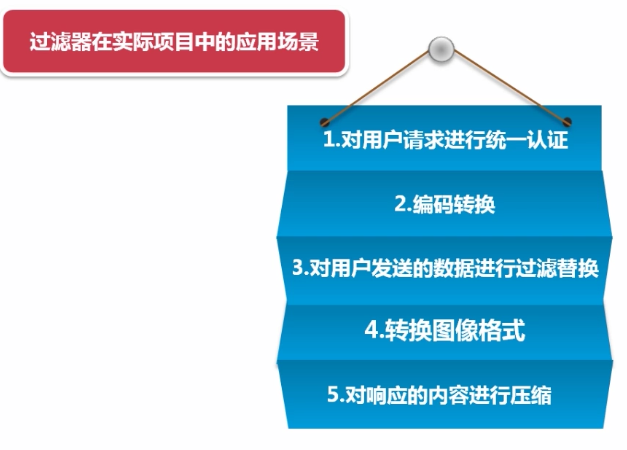 过滤器在实际项目中的应用场景
1.对用户请求进行统一认证
2.编码转换
3.对用户发送的数据进行过滤替换
4.转换图像格式
5.对响应的内容进行压缩